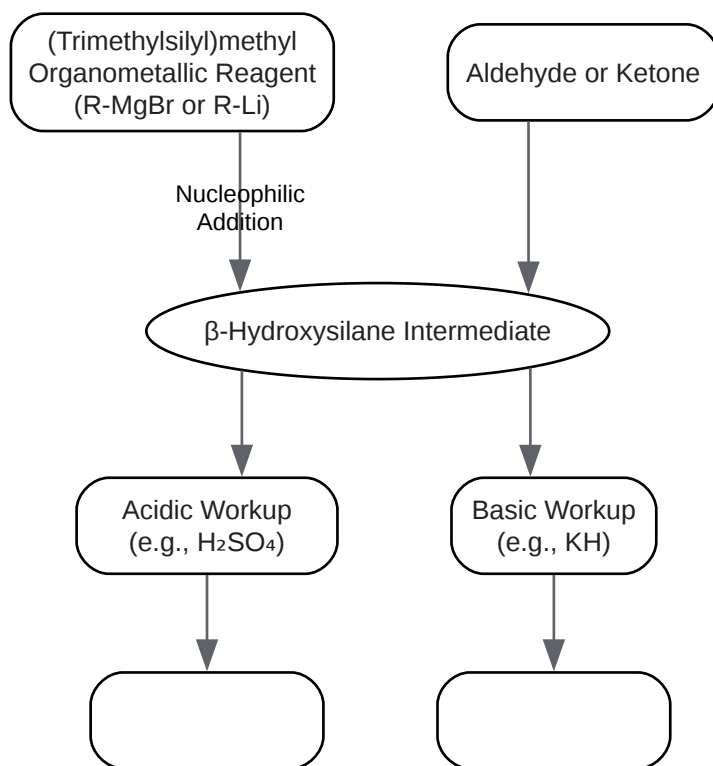 (Trimethylsilyl)methyl
Organometallic Reagent
(R-MgBr or R-Li)
Aldehyde or Ketone
Nucleophilic
Addition
β-Hydroxysilane Intermediate
Acidic Workup
(e.g., H₂SO₄)
Basic Workup
(e.g., KH)